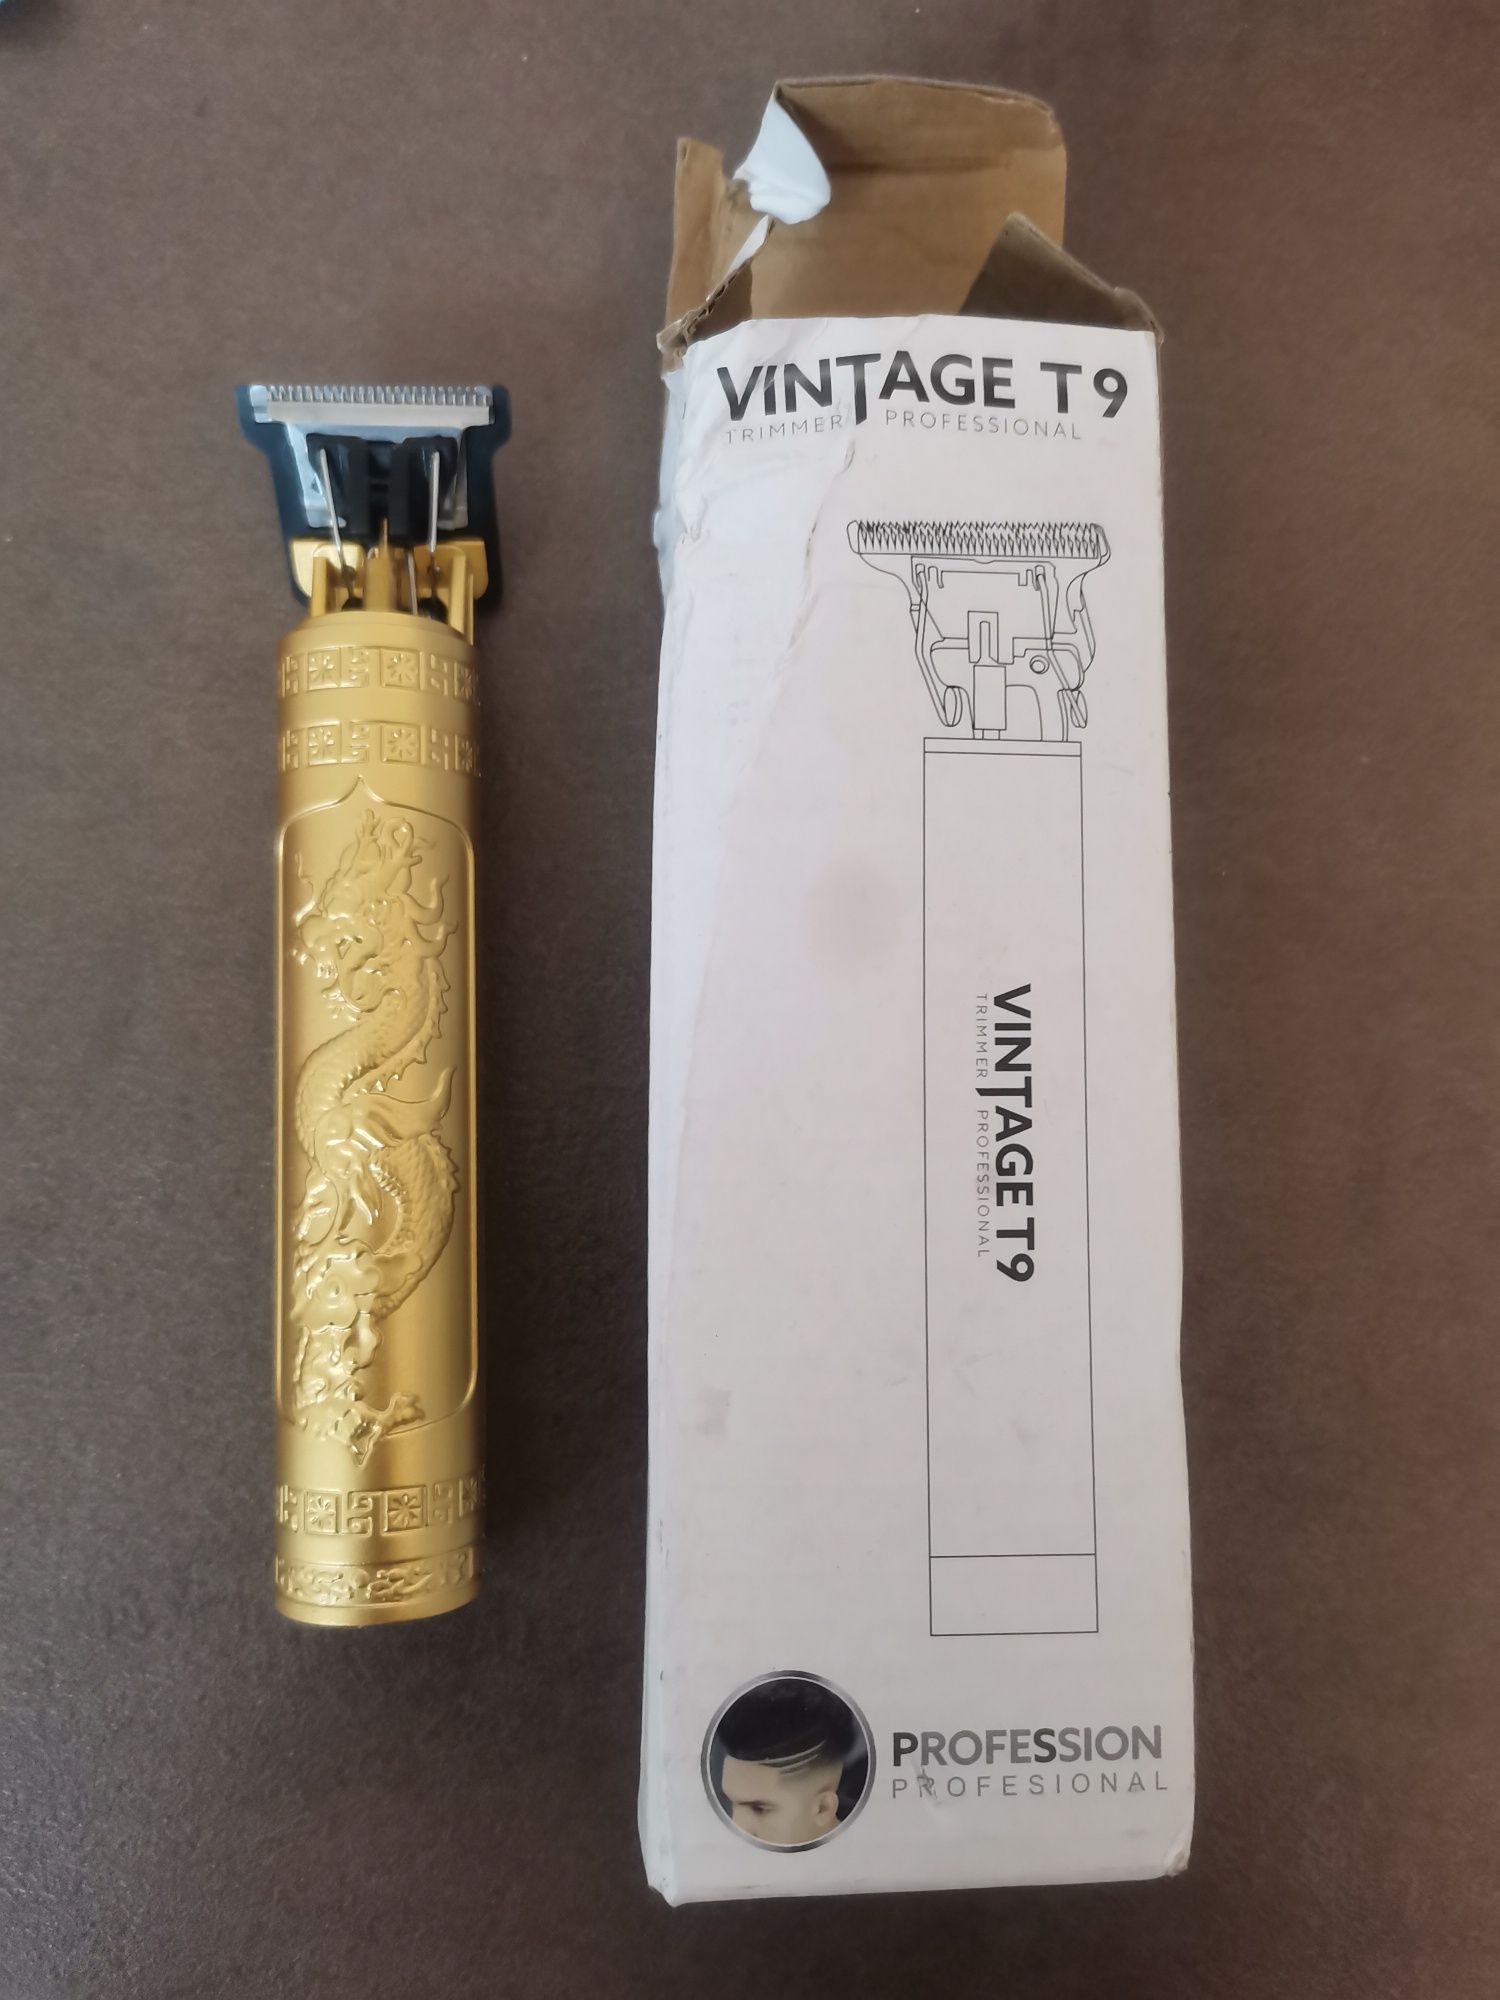 VINTAGE T9
TRIMMER PROFESSIONAL
VINTAGE T9
TRIMMER PROFESSIONAL
PROFESSION
PROFESIONAL